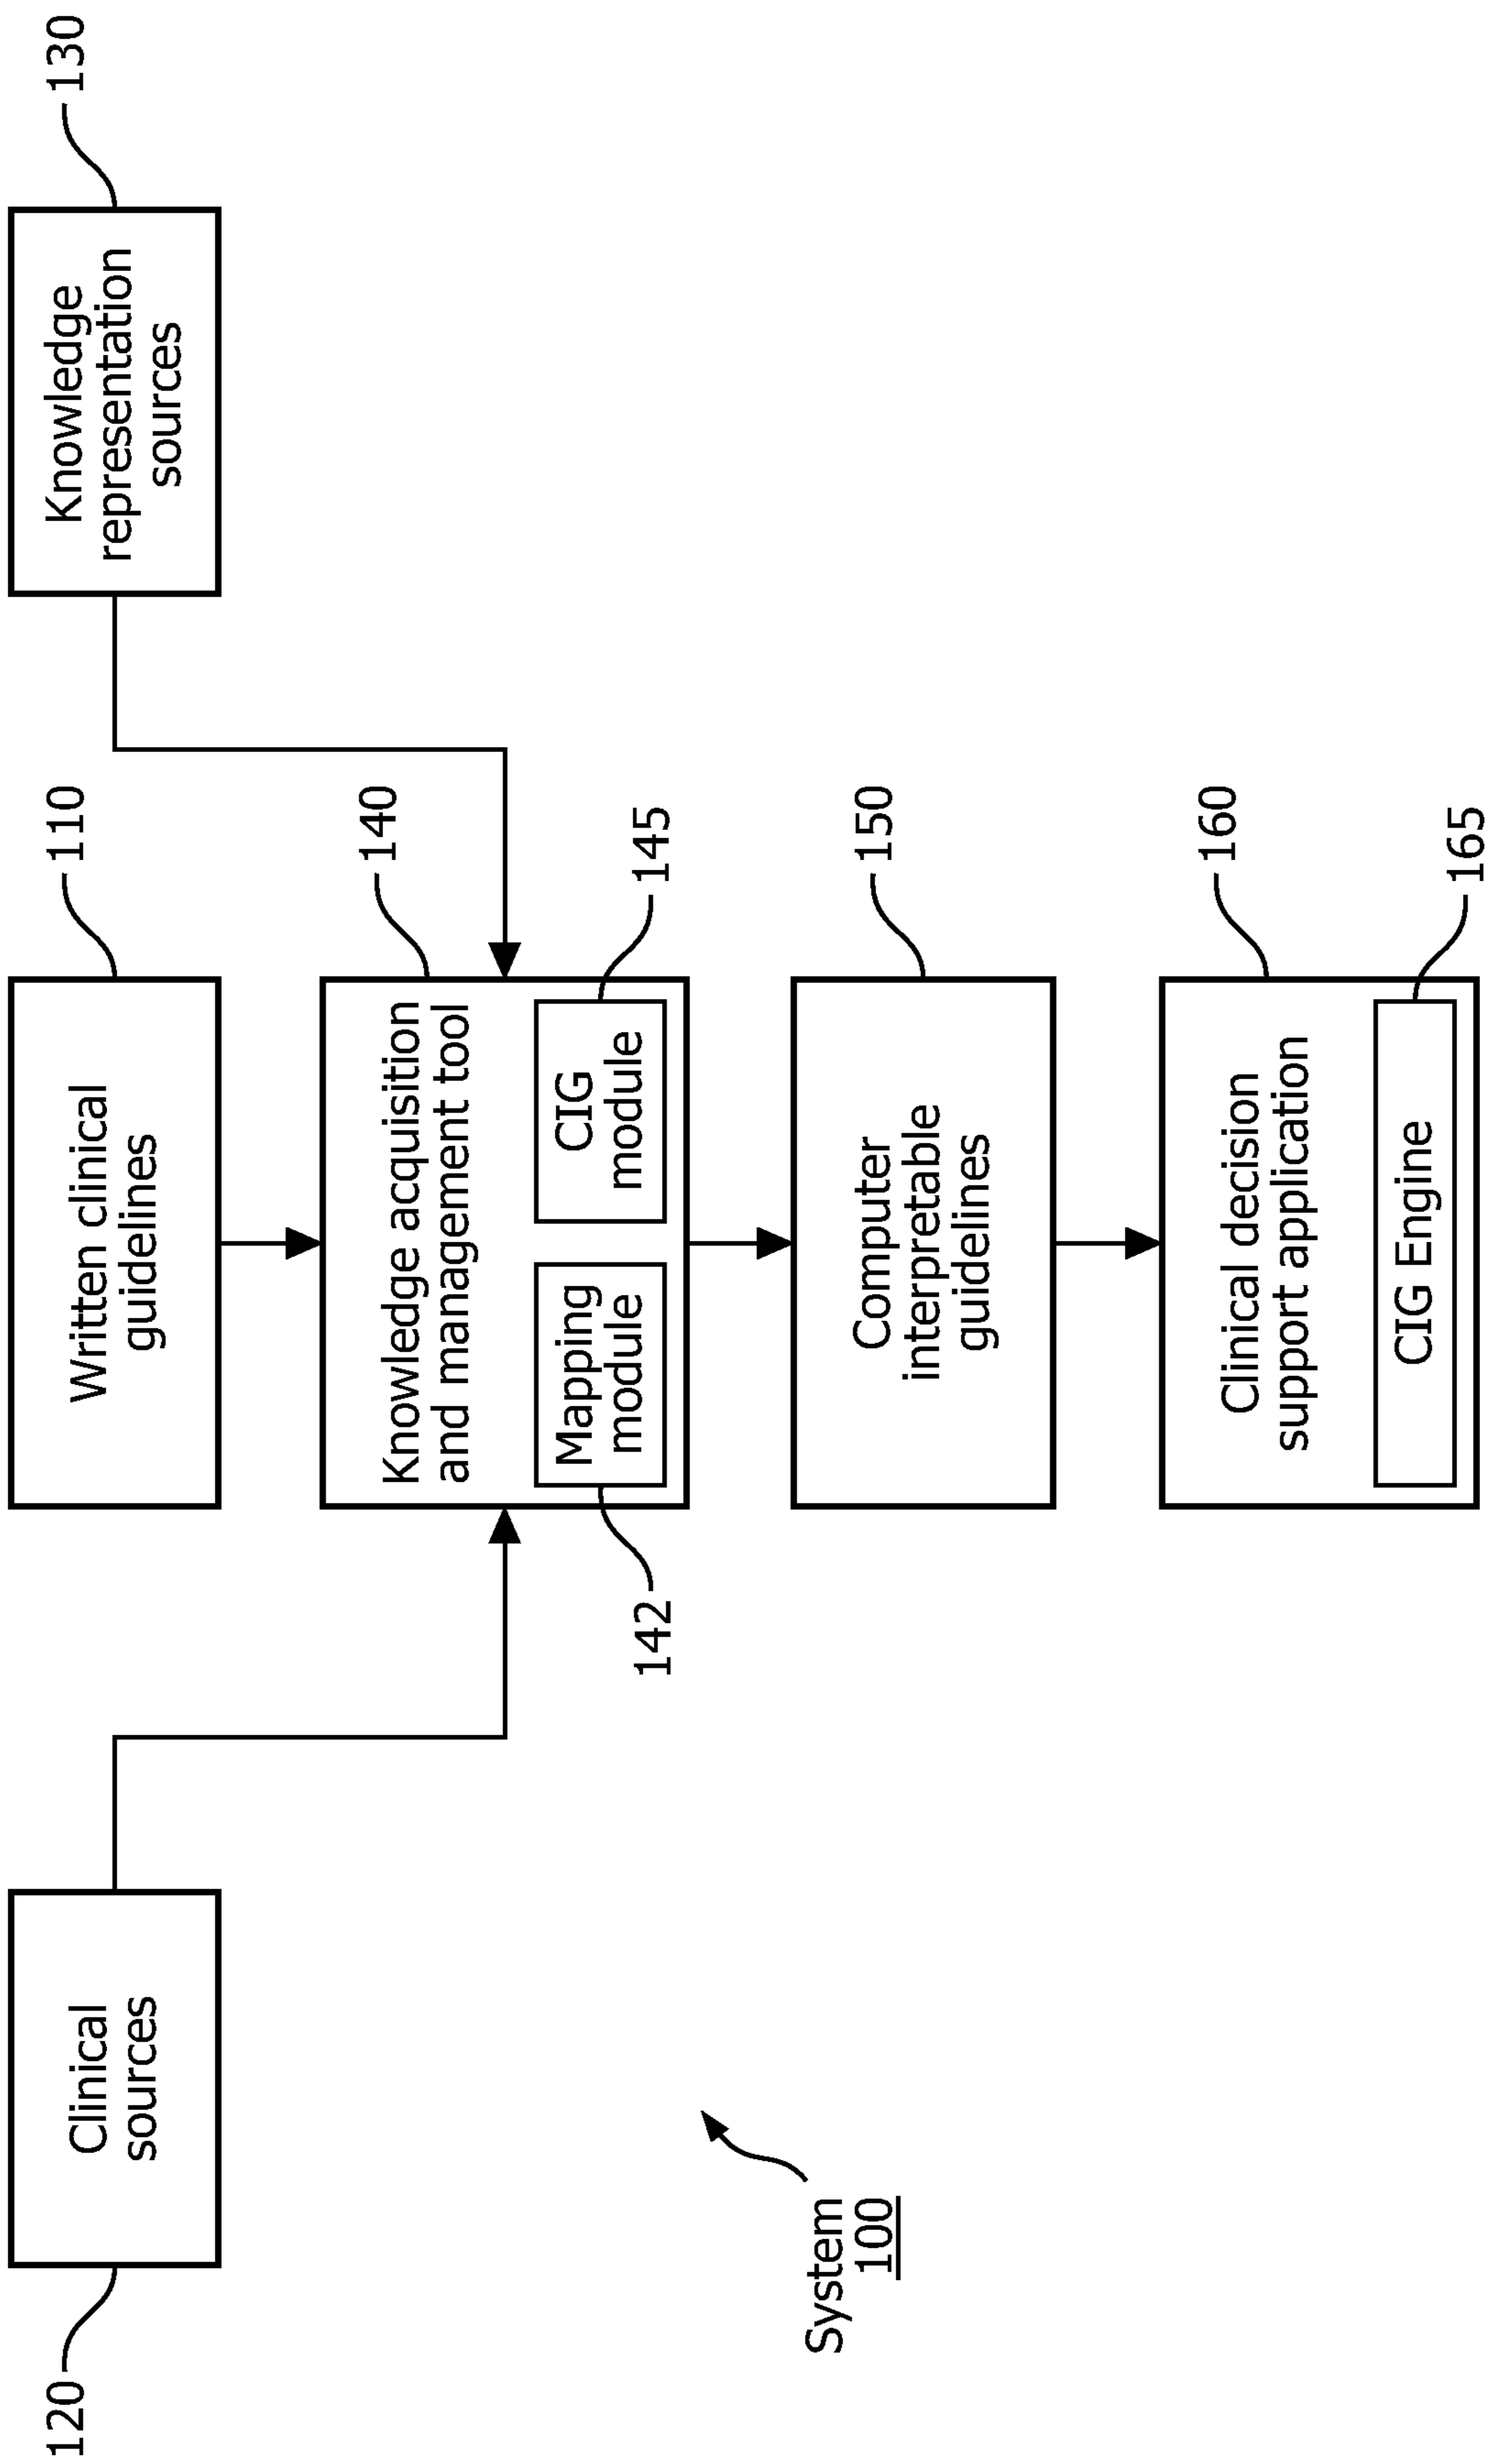 120
Clinical
sources
Written clinical
guidelines
110
Knowledge
representation
sources
130
Knowledge acquisition
and management tool
140
Mapping
module
142
CIG
module
145
Computer
interpretable
guidelines
150
Clinical decision
support application
160
CIG Engine
165
System
100